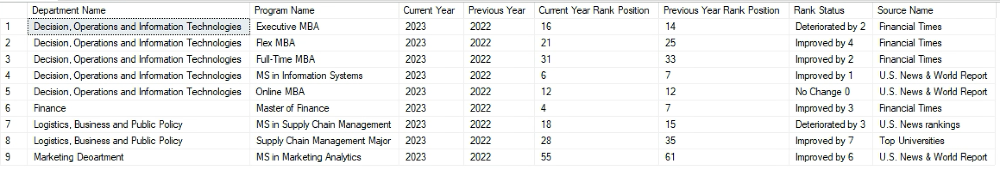 Department Name Program Name Current Year Previous Year Current Year Rank Position Previous Year Rank Position Rank Status Source Name
1 Decision, Operations and Information Technologies Executive MBA 2023 2022 16 14 Deteriorated by 2 Financial Times
2 Decision, Operations and Information Technologies Flex MBA 2023 2022 21 25 Improved by 4 Financial Times
3 Decision, Operations and Information Technologies Full-Time MBA 2023 2022 31 33 Improved by 2 Financial Times
4 Decision, Operations and Information Technologies MS in Information Systems 2023 2022 6 7 Improved by 1 U.S. News & World Report
5 Decision, Operations and Information Technologies Online MBA 2023 2022 12 12 No Change 0 U.S. News & World Report
6 Finance Master of Finance 2023 2022 4 7 Improved by 3 Financial Times
7 Logistics, Business and Public Policy MS in Supply Chain Management 2023 2022 18 15 Deteriorated by 3 U.S. News rankings
8 Logistics, Business and Public Policy Supply Chain Management Major 2023 2022 28 35 Improved by 7 Top Universities
9 Marketing Deoartment MS in Marketing Analytics 2023 2022 55 61 Improved by 6 U.S. News & World Report